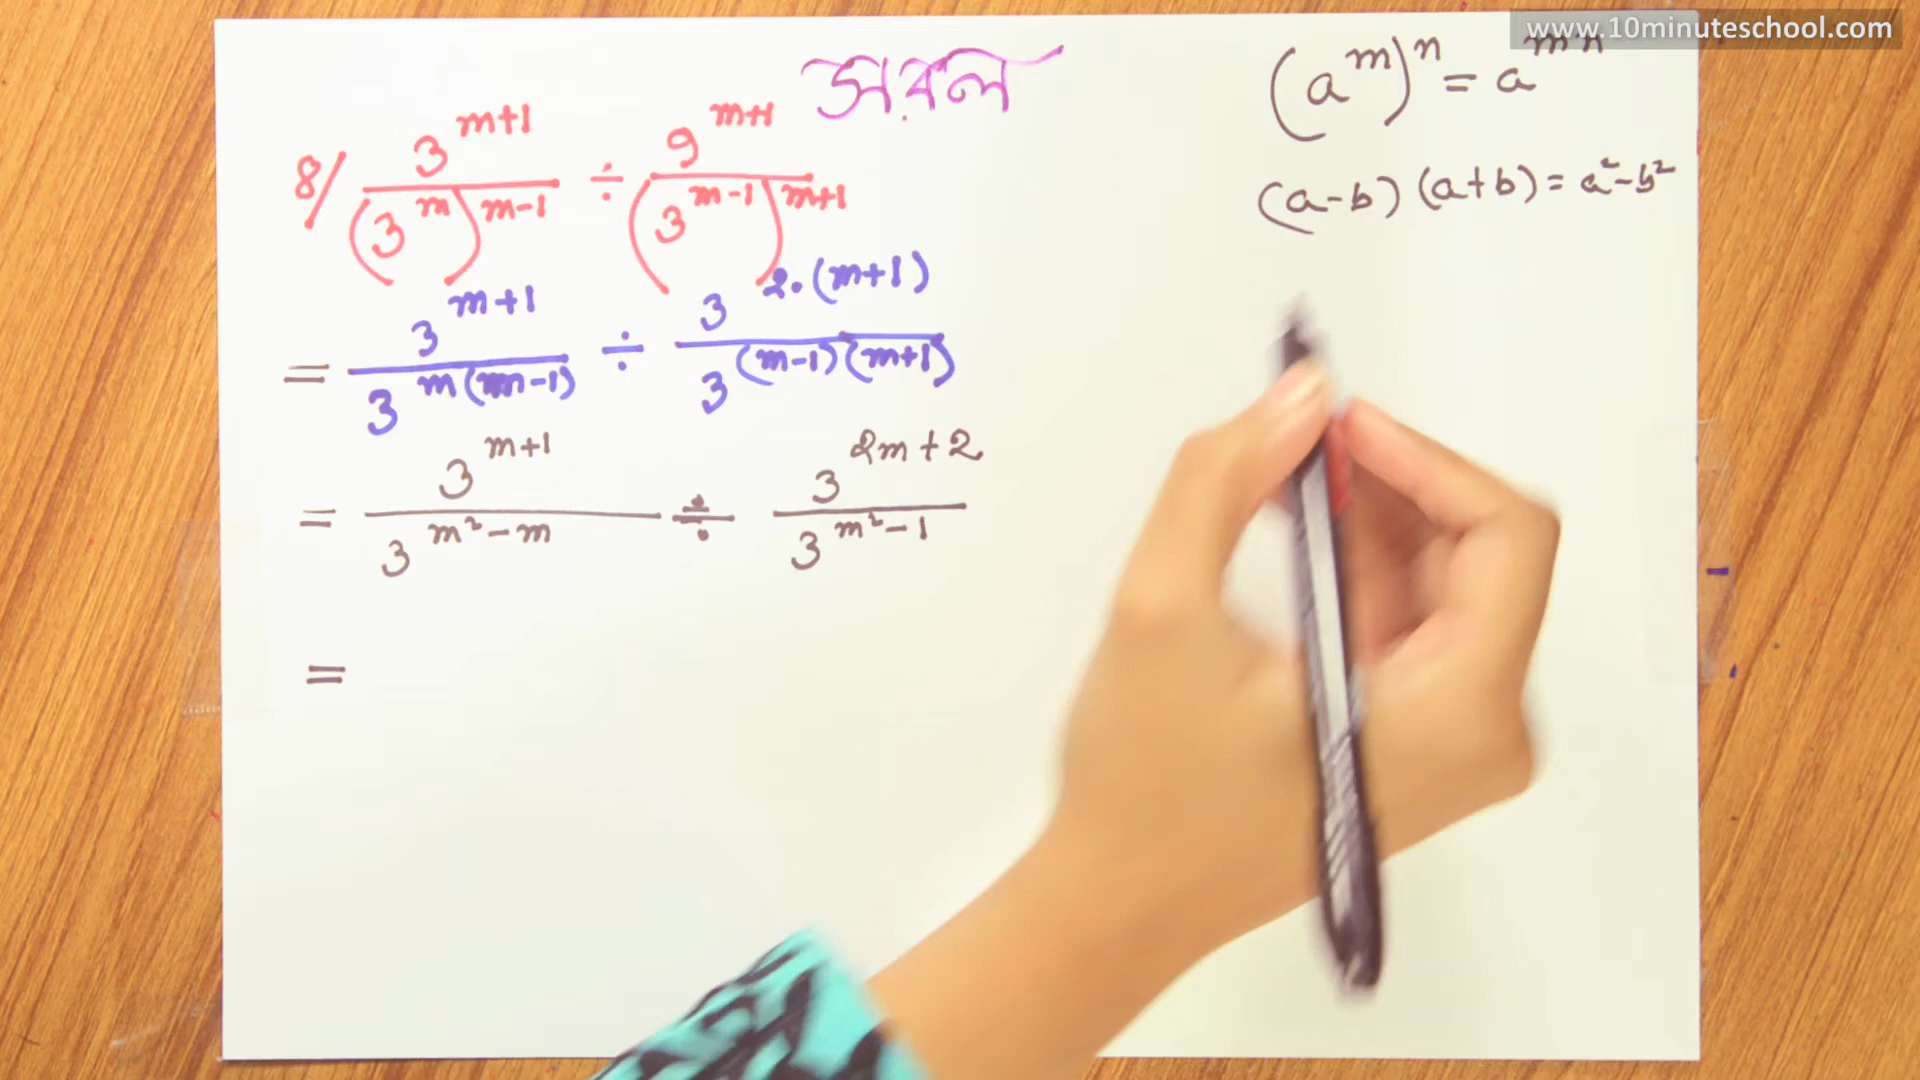 www.10minuteschool.com
সরল
(a^m)^n = a^mn
(a-b)(a+b) = a²-b²
8/ 3^(m+1) / (3^m)^(m-1) ÷ 9^(m+1) / (3^(m-1))^(m+1)
= 3^(m+1) / 3^(m(m-1)) ÷ 3^(2·(m+1)) / 3^((m-1)(m+1))
= 3^(m+1) / 3^(m²-m) ÷ 3^(2m+2) / 3^(m²-1)
=